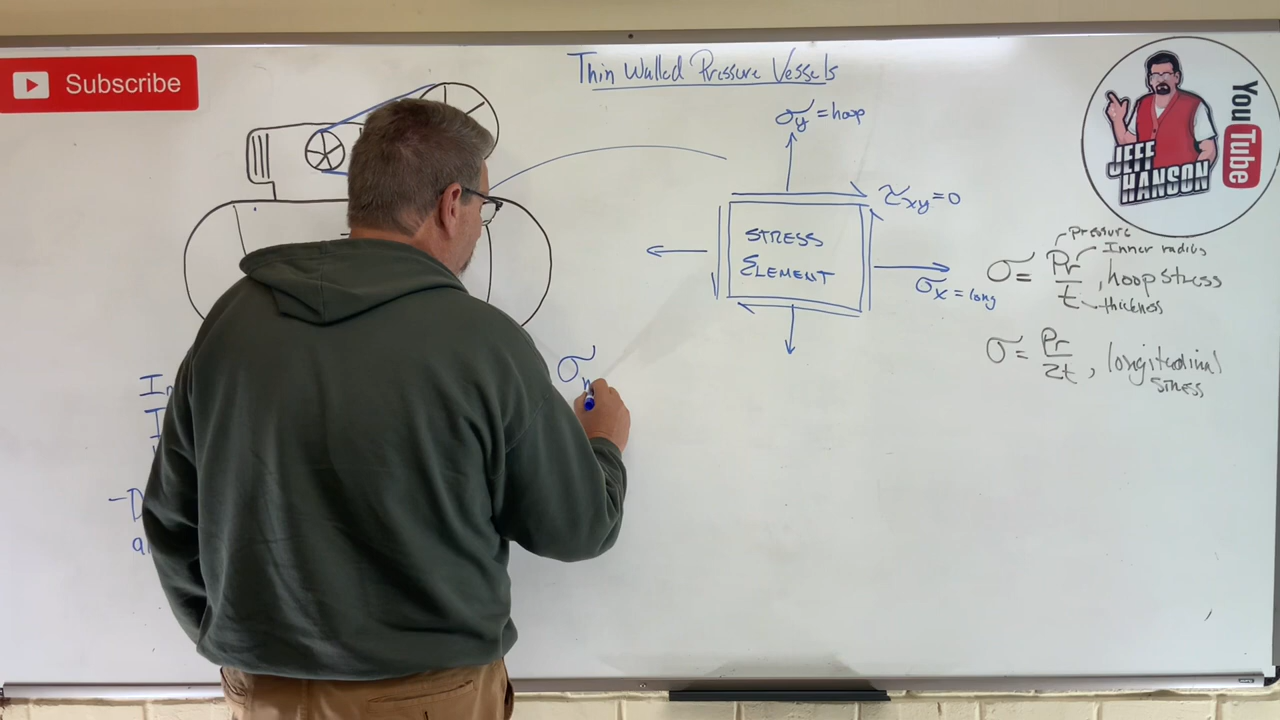 Subscribe
Thin Walled Pressure Vessels
σy = hoop
τxy = 0
STRESS
ELEMENT
σx = long
Pressure
Inner radius
σ = Pr/t, hoop stress
thickness
σ = Pr/2t, longitudinal
stress
σ
YouTube
JEFF
HANSON